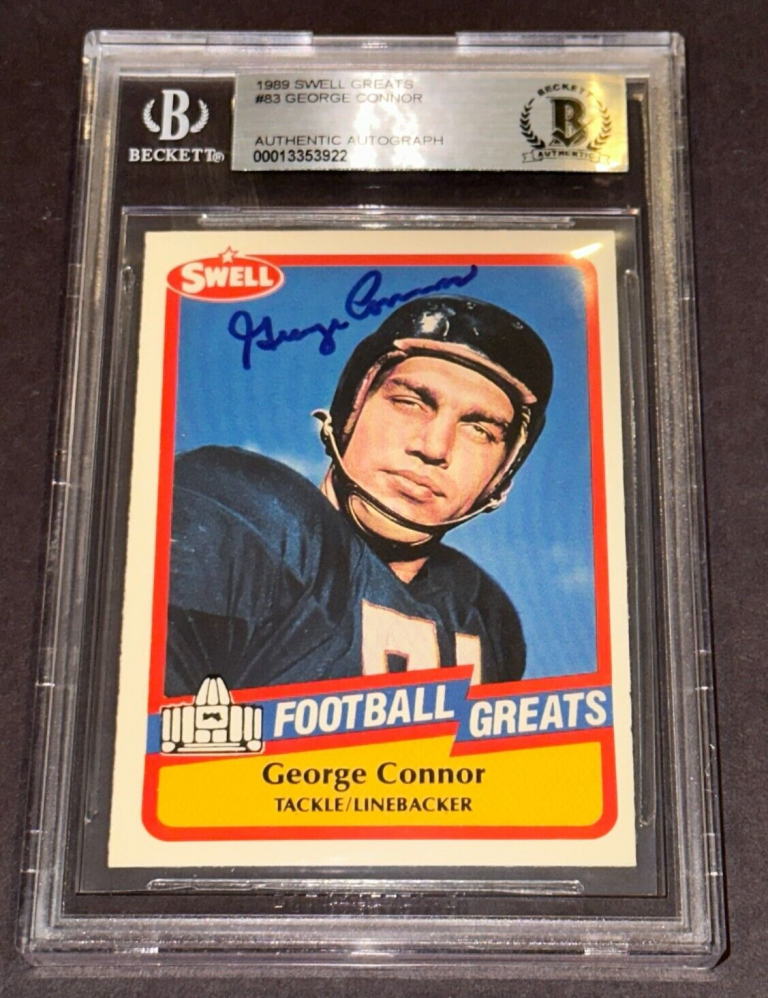 1989 SWELL GREATS
#83 GEORGE CONNOR
AUTHENTIC AUTOGRAPH
00013353922
B
BECKETT®
BECKETT
B
AUTHENTIC
SWELL
George Connor
FOOTBALL GREATS
George Connor
TACKLE/LINEBACKER